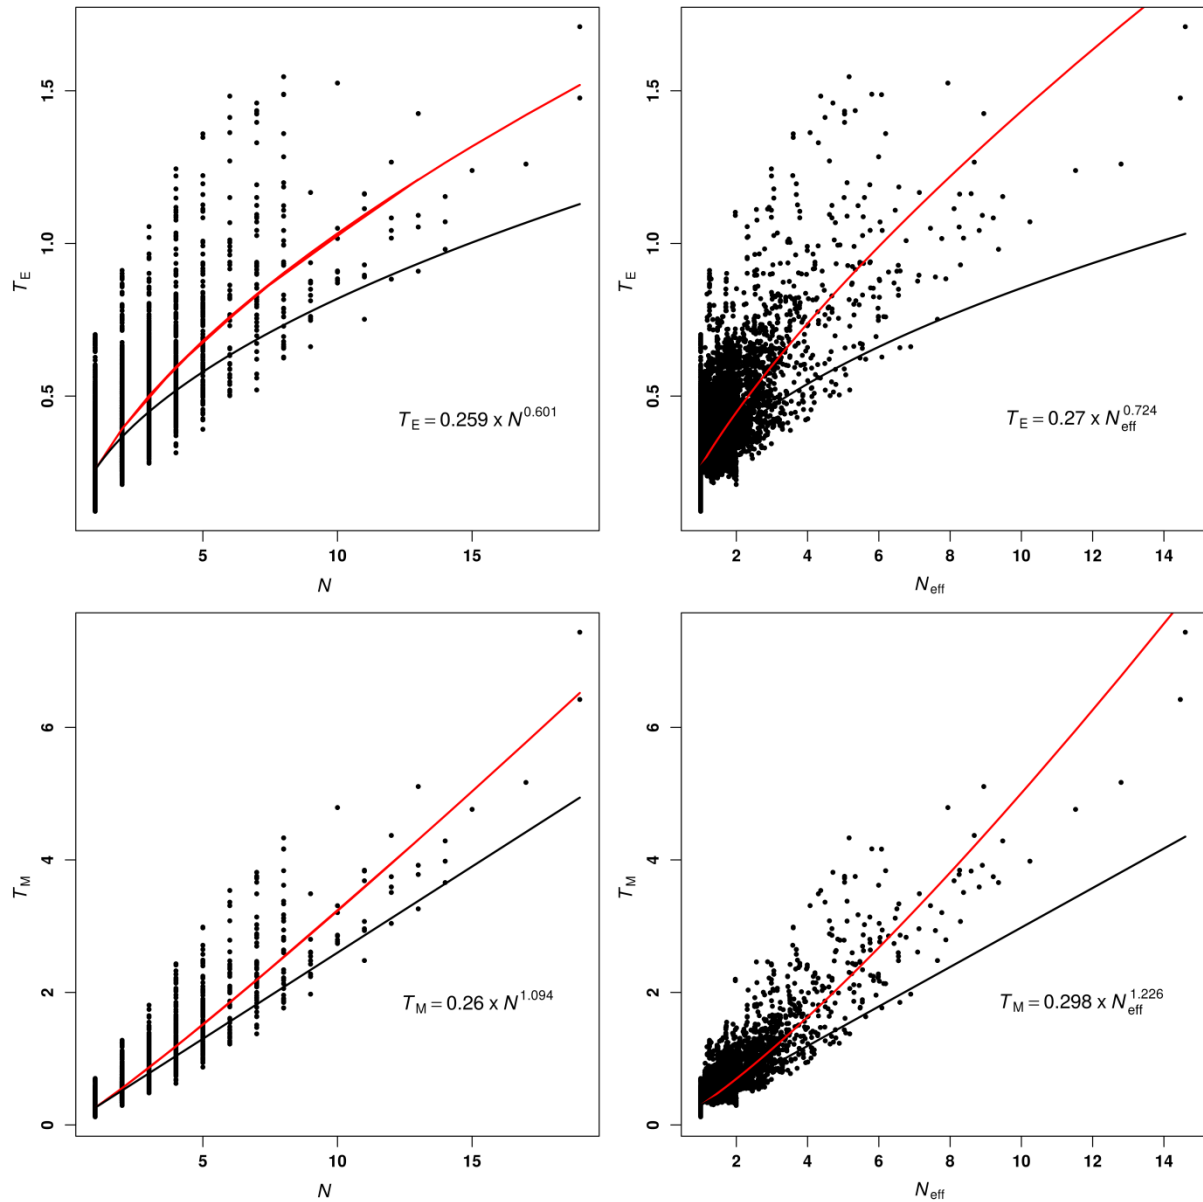 1.5
1.0
0.5
T_E
T_E = 0.259 x N^0.601
5 10 15
N
1.5
1.0
0.5
T_E
T_E = 0.27 x N_eff^0.724
2 4 6 8 10 12 14
N_eff
6
4
2
0
T_M
T_M = 0.26 x N^1.094
5 10 15
N
6
4
2
0
T_M
T_M = 0.298 x N_eff^1.226
2 4 6 8 10 12 14
N_eff